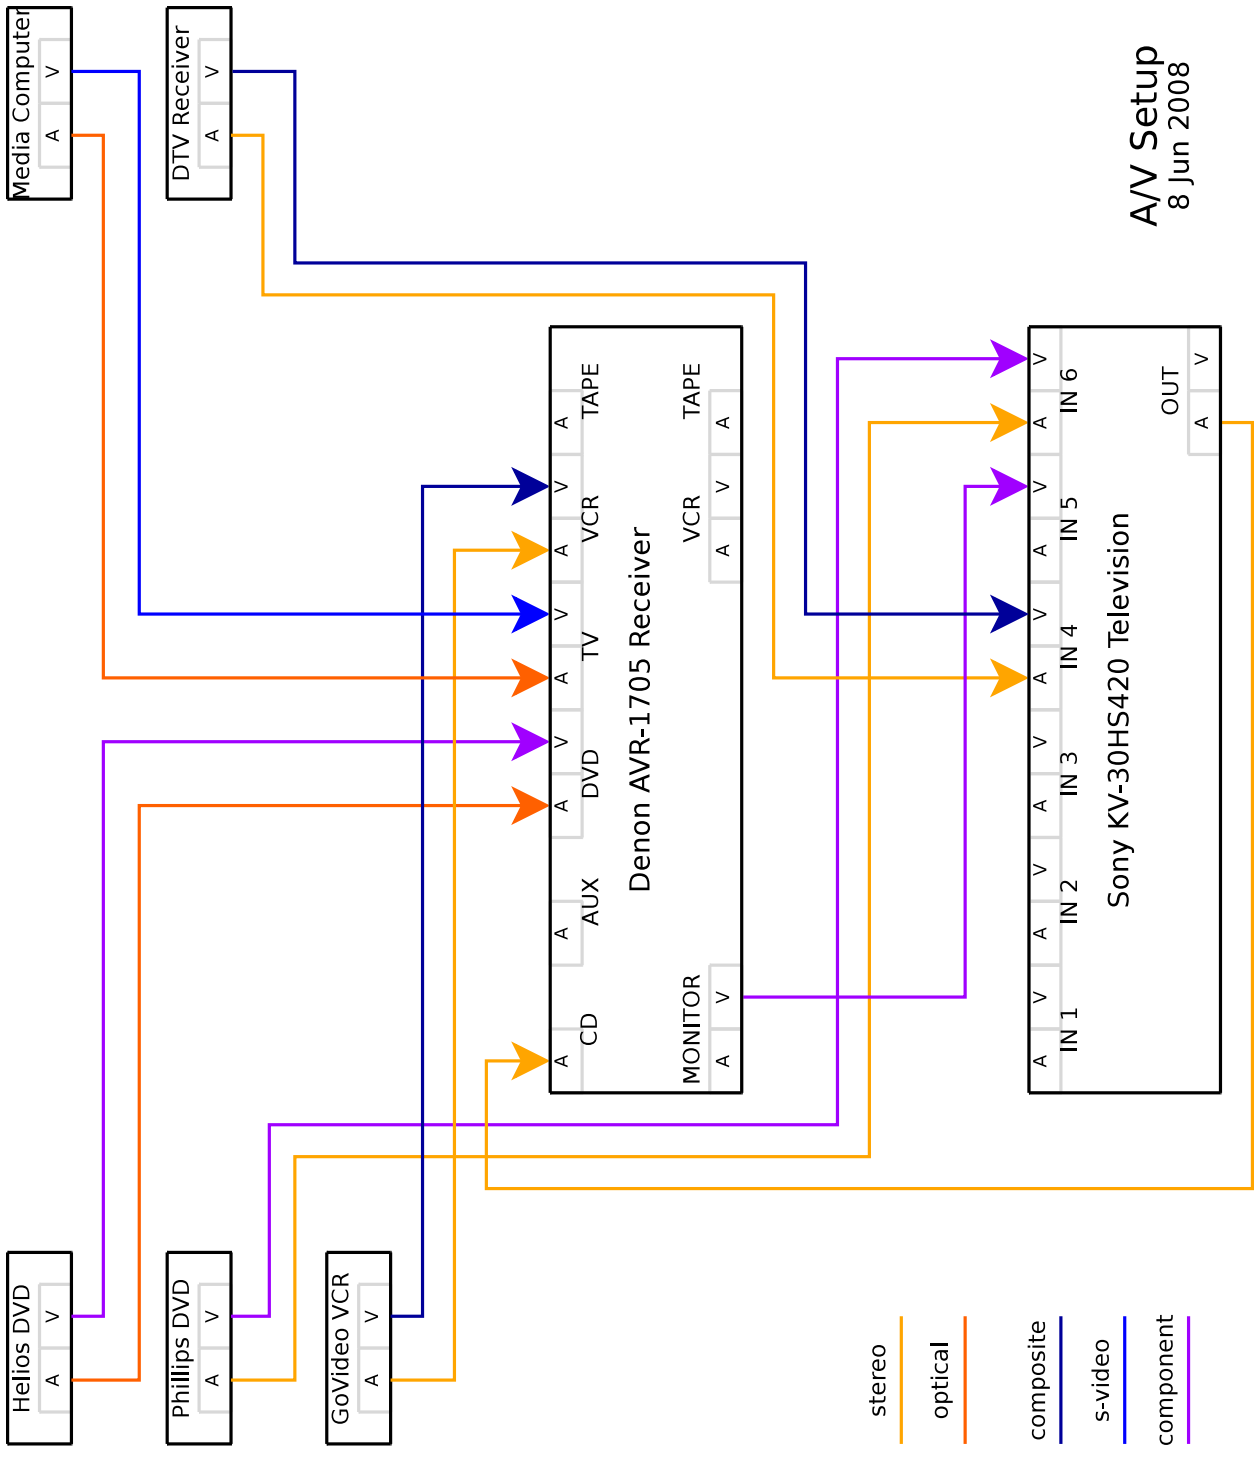 A/V Setup
8 Jun 2008
Helios DVD
A
V
Media Computer
A
V
Phillips DVD
A
V
DTV Receiver
A
V
GoVideo VCR
A
V
A
A
A
V
A
V
A
V
A
CD
AUX
DVD
TV
VCR
TAPE
Denon AVR-1705 Receiver
MONITOR
VCR
TAPE
A
V
A
V
A
A
V
A
V
A
V
A
V
A
V
A
V
IN 1
IN 2
IN 3
IN 4
IN 5
IN 6
Sony KV-30HS420 Television
OUT
A
V
stereo
optical
composite
s-video
component